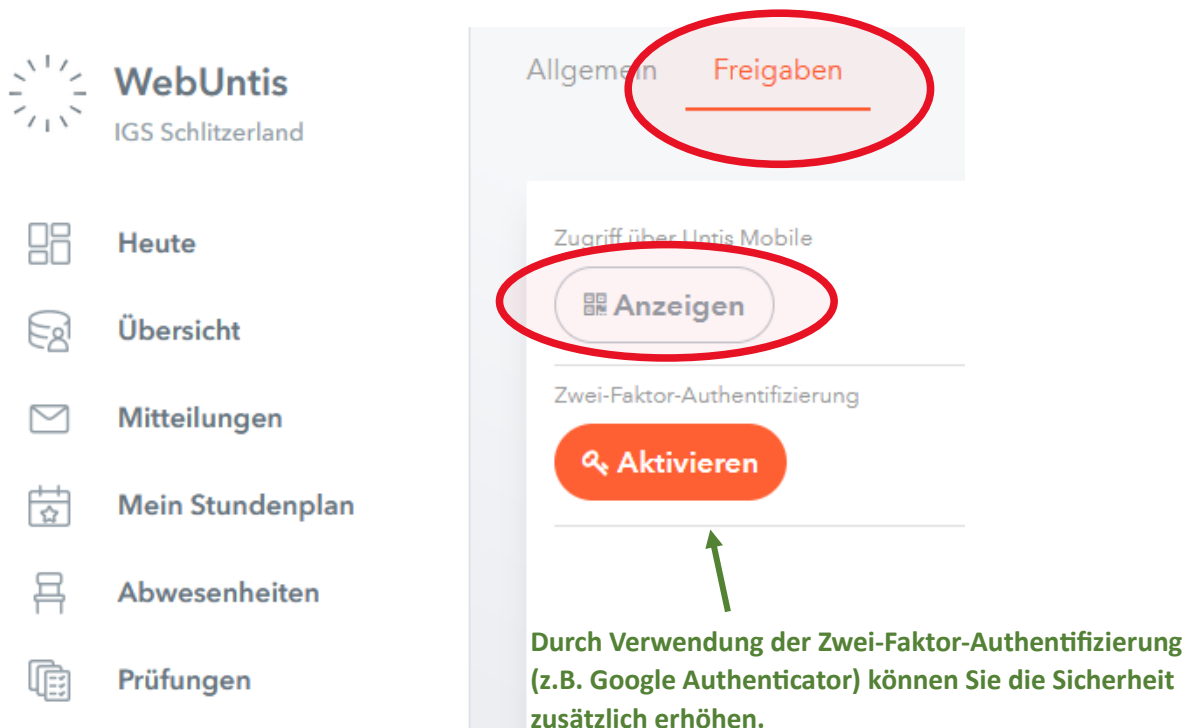 WebUntis
IGS Schlitzerland
Heute
Übersicht
Mitteilungen
Mein Stundenplan
Abwesenheiten
Prüfungen
Allgemein Freigaben
Zugriff über Untis Mobile
Anzeigen
Zwei-Faktor-Authentifizierung
Aktivieren
Durch Verwendung der Zwei-Faktor-Authentifizierung
(z.B. Google Authenticator) können Sie die Sicherheit
zusätzlich erhöhen.